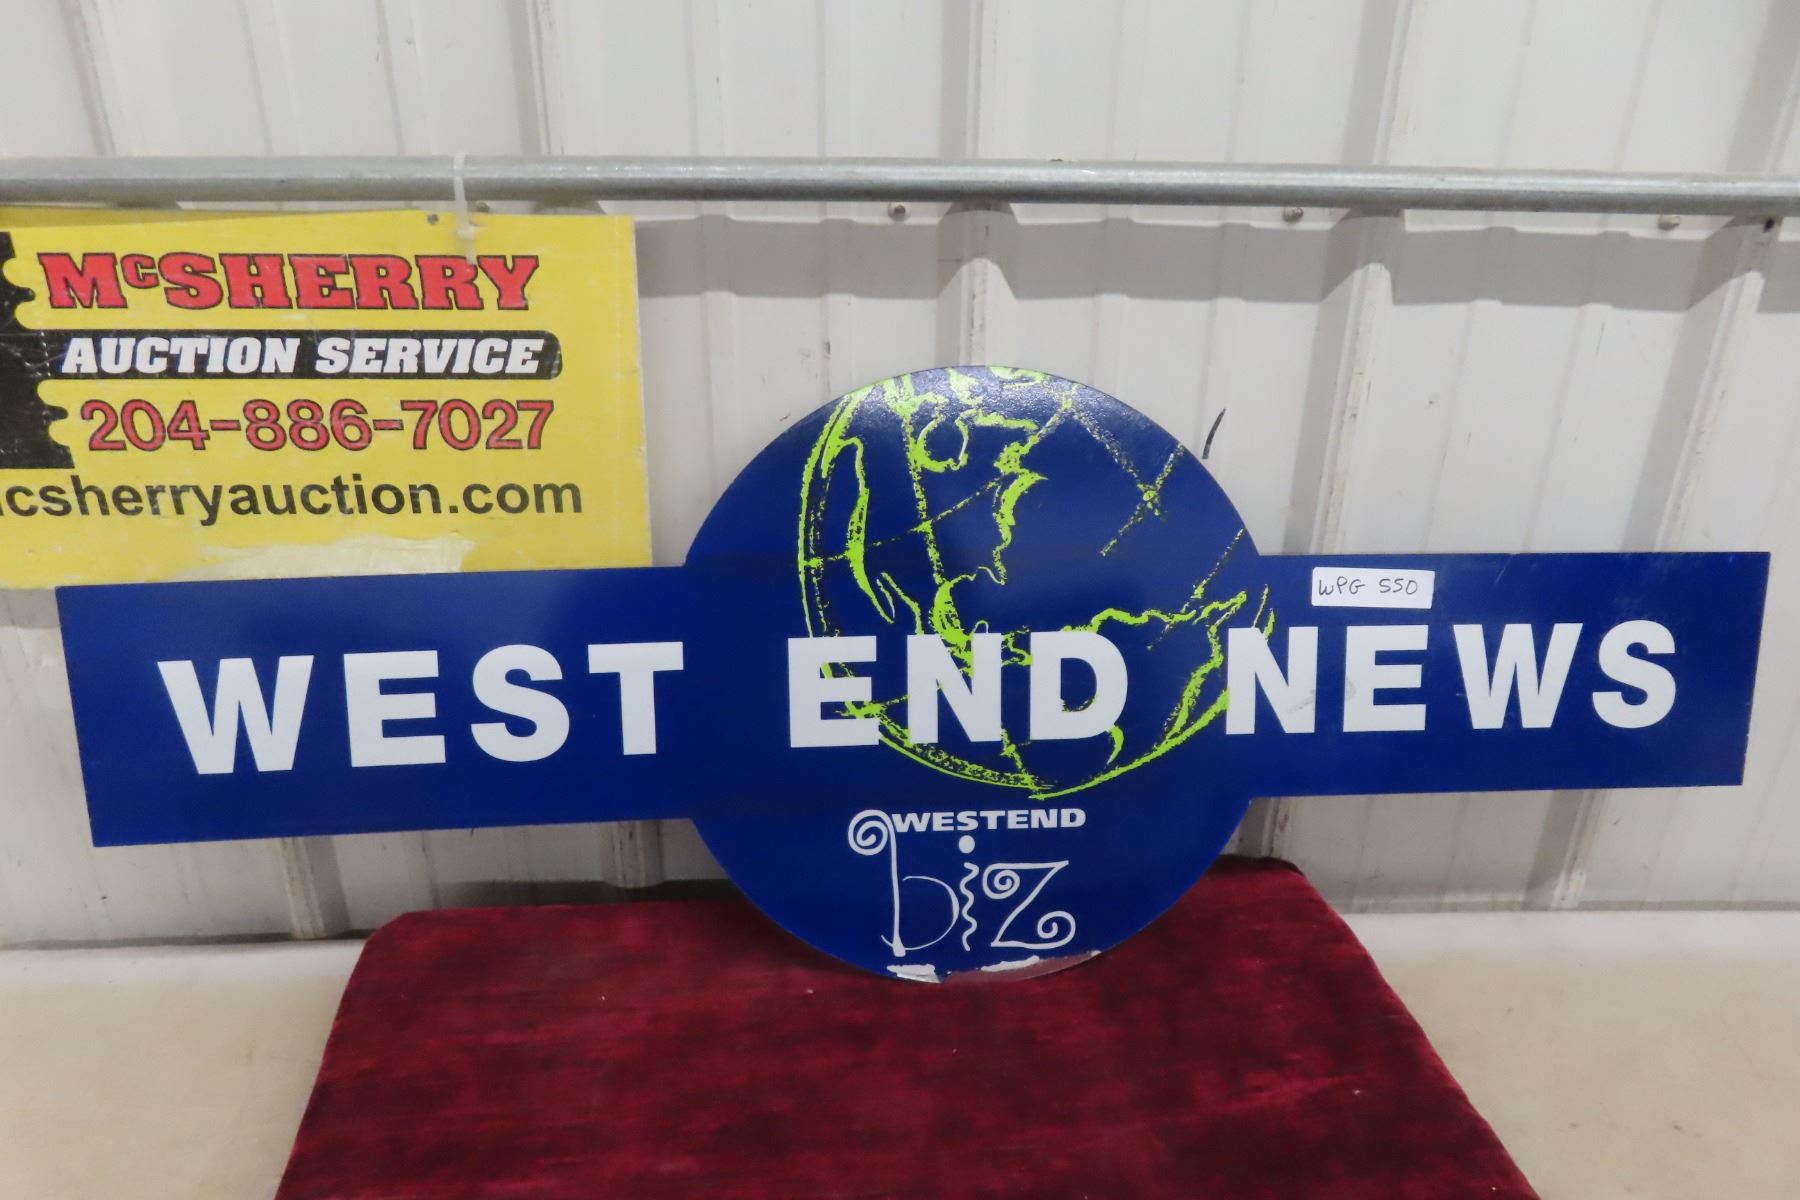 McSHERRY
AUCTION SERVICE
204-886-7027
csherryauction.com
WPG 550
WEST END NEWS
WESTEND
biz